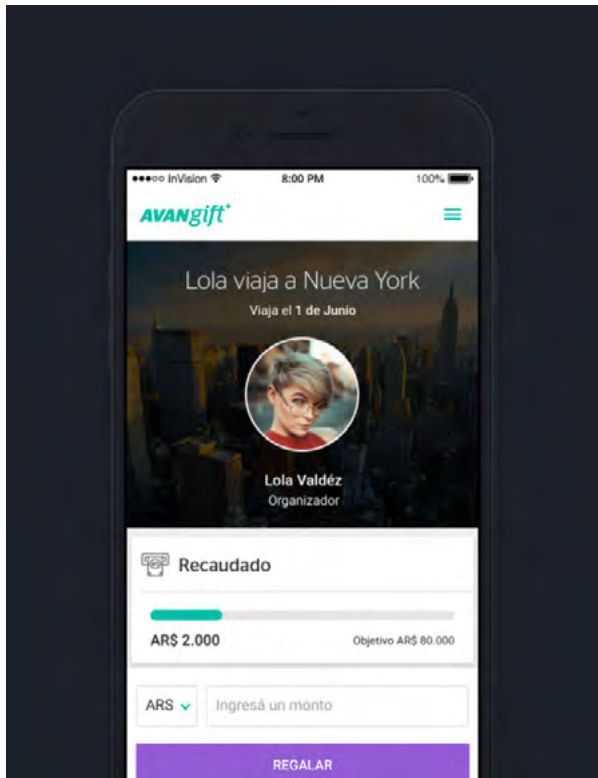 InVision 8:00 PM 100%
AVANgift+
Lola viaja a Nueva York
Viaja el 1 de Junio
Lola Valdéz
Organizador
Recaudado
AR$ 2.000 Objetivo AR$ 80.000
ARS Ingresá un monto
REGALAR